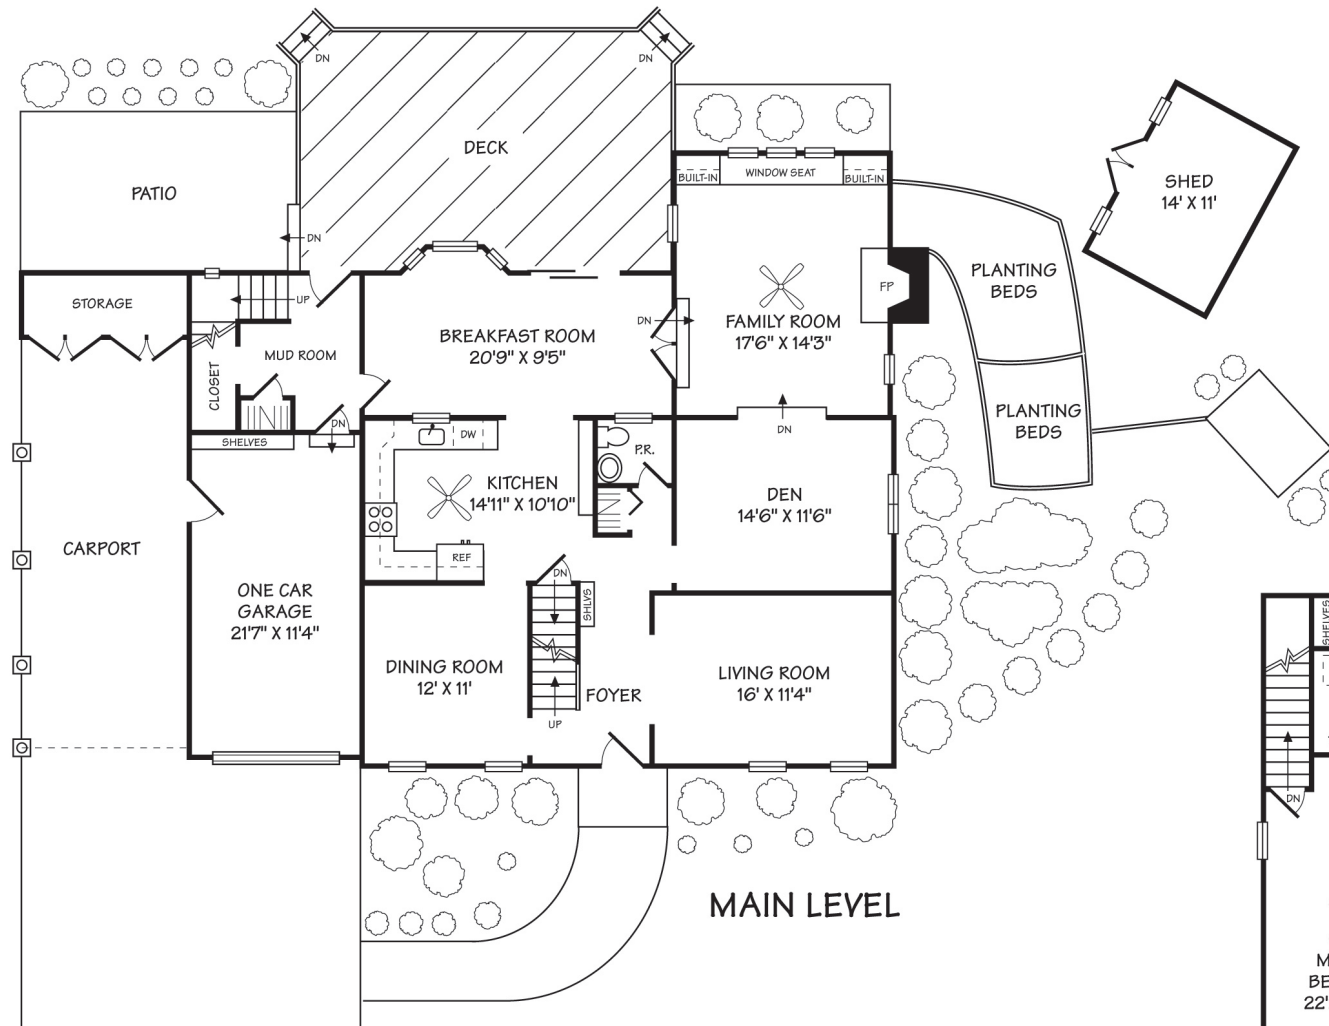 DN
DN
DECK
PATIO
DN
BUILT-IN
WINDOW SEAT
BUILT-IN
SHED
14' X 11'
STORAGE
UP
PLANTING
BEDS
FP
DN
FAMILY ROOM
17'6" X 14'3"
BREAKFAST ROOM
20'9" X 9'5"
MUD ROOM
CLOSET
PLANTING
BEDS
DN
SHELVES
DN
DW
P.R.
KITCHEN
14'11" X 10'10"
DEN
14'6" X 11'6"
CARPORT
REF
DN
ONE CAR
GARAGE
21'7" X 11'4"
SHLVS
SHELVES
DINING ROOM
12' X 11'
FOYER
LIVING ROOM
16' X 11'4"
UP
DN
MAIN LEVEL
M
BE
22'